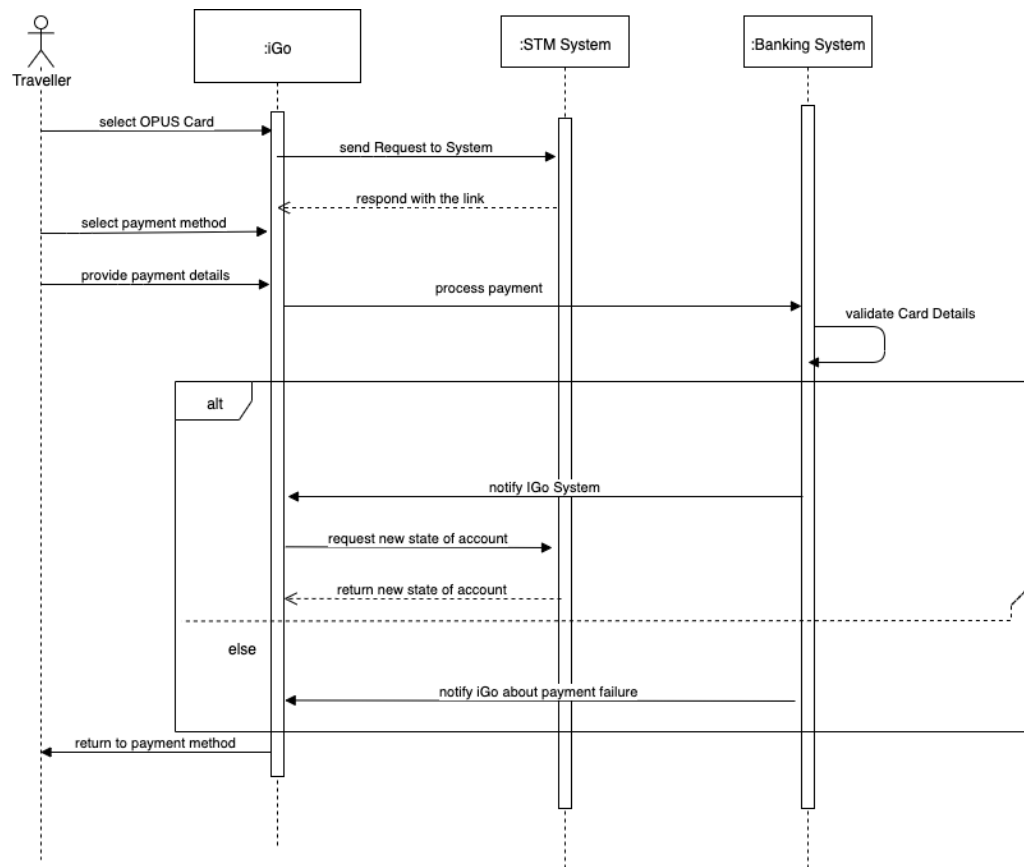 :iGo
:STM System
:Banking System
Traveller
select OPUS Card
send Request to System
respond with the link
select payment method
provide payment details
process payment
validate Card Details
alt
notify IGo System
request new state of account
return new state of account
else
notify iGo about payment failure
return to payment method